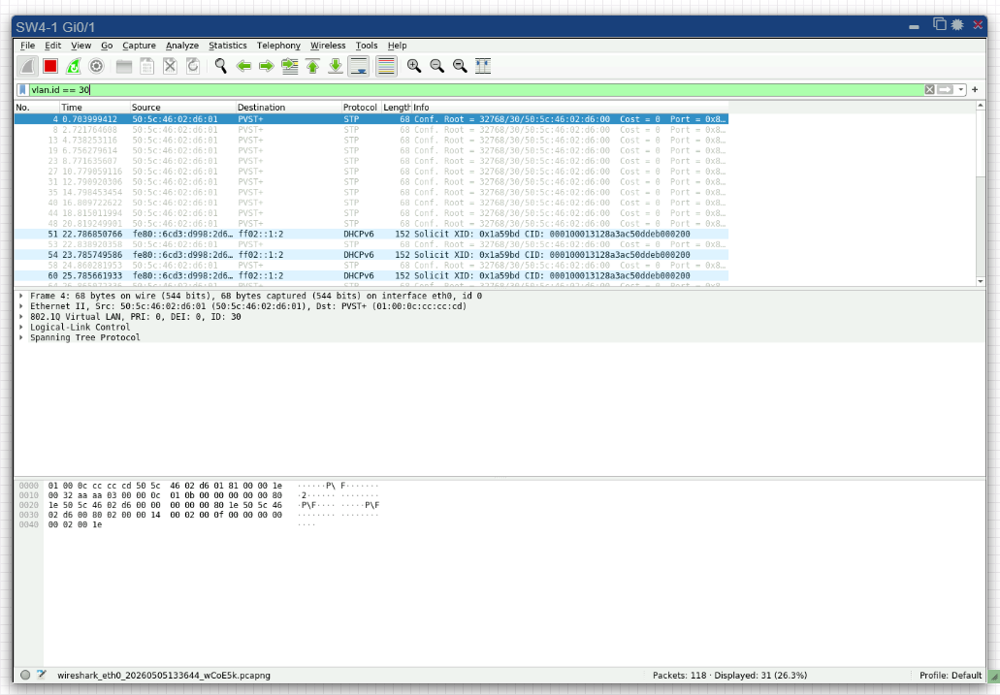 SW4-1 Gi0/1
File Edit View Go Capture Analyze Statistics Telephony Wireless Tools Help
vlan.id == 30
No. Time Source Destination Protocol Length Info
4 0.703999412 50:5c:46:02:d6:01 PVST+ STP 68 Conf. Root = 32768/30/50:5c:46:02:d6:00 Cost = 0 Port = 0x8…
8 2.721764608 50:5c:46:02:d6:01 PVST+ STP 68 Conf. Root = 32768/30/50:5c:46:02:d6:00 Cost = 0 Port = 0x8…
13 4.738253116 50:5c:46:02:d6:01 PVST+ STP 68 Conf. Root = 32768/30/50:5c:46:02:d6:00 Cost = 0 Port = 0x8…
19 6.756279614 50:5c:46:02:d6:01 PVST+ STP 68 Conf. Root = 32768/30/50:5c:46:02:d6:00 Cost = 0 Port = 0x8…
23 8.771635607 50:5c:46:02:d6:01 PVST+ STP 68 Conf. Root = 32768/30/50:5c:46:02:d6:00 Cost = 0 Port = 0x8…
27 10.779059116 50:5c:46:02:d6:01 PVST+ STP 68 Conf. Root = 32768/30/50:5c:46:02:d6:00 Cost = 0 Port = 0x8…
31 12.790920306 50:5c:46:02:d6:01 PVST+ STP 68 Conf. Root = 32768/30/50:5c:46:02:d6:00 Cost = 0 Port = 0x8…
35 14.798453454 50:5c:46:02:d6:01 PVST+ STP 68 Conf. Root = 32768/30/50:5c:46:02:d6:00 Cost = 0 Port = 0x8…
40 16.809722622 50:5c:46:02:d6:01 PVST+ STP 68 Conf. Root = 32768/30/50:5c:46:02:d6:00 Cost = 0 Port = 0x8…
44 18.815011994 50:5c:46:02:d6:01 PVST+ STP 68 Conf. Root = 32768/30/50:5c:46:02:d6:00 Cost = 0 Port = 0x8…
48 20.819249901 50:5c:46:02:d6:01 PVST+ STP 68 Conf. Root = 32768/30/50:5c:46:02:d6:00 Cost = 0 Port = 0x8…
51 22.786850766 fe80::6cd3:d998:2d6… ff02::1:2 DHCPv6 152 Solicit XID: 0x1a59bd CID: 000100013128a3ac50ddeb000200
53 22.838920358 50:5c:46:02:d6:01 PVST+ STP 68 Conf. Root = 32768/30/50:5c:46:02:d6:00 Cost = 0 Port = 0x8…
54 23.785749586 fe80::6cd3:d998:2d6… ff02::1:2 DHCPv6 152 Solicit XID: 0x1a59bd CID: 000100013128a3ac50ddeb000200
58 24.860281953 50:5c:46:02:d6:01 PVST+ STP 68 Conf. Root = 32768/30/50:5c:46:02:d6:00 Cost = 0 Port = 0x8…
60 25.785661933 fe80::6cd3:d998:2d6… ff02::1:2 DHCPv6 152 Solicit XID: 0x1a59bd CID: 000100013128a3ac50ddeb000200
Frame 4: 68 bytes on wire (544 bits), 68 bytes captured (544 bits) on interface eth0, id 0
Ethernet II, Src: 50:5c:46:02:d6:01 (50:5c:46:02:d6:01), Dst: PVST+ (01:00:0c:cc:cc:cd)
802.1Q Virtual LAN, PRI: 0, DEI: 0, ID: 30
Logical-Link Control
Spanning Tree Protocol
0000 01 00 0c cc cc cd 50 5c 46 02 d6 01 81 00 00 1e ······P\ F·······
0010 00 32 aa aa 03 00 00 0c 01 0b 00 00 00 00 00 80 ·2······ ········
0020 1e 50 5c 46 02 d6 00 00 00 00 00 80 1e 50 5c 46 ·P\F···· ·····P\F
0030 02 d6 00 80 02 00 00 14 00 02 00 0f 00 00 00 00 ········ ········
0040 00 02 00 1e ····
wireshark_eth0_20260505133644_wCoE5k.pcapng Packets: 118 · Displayed: 31 (26.3%) Profile: Default